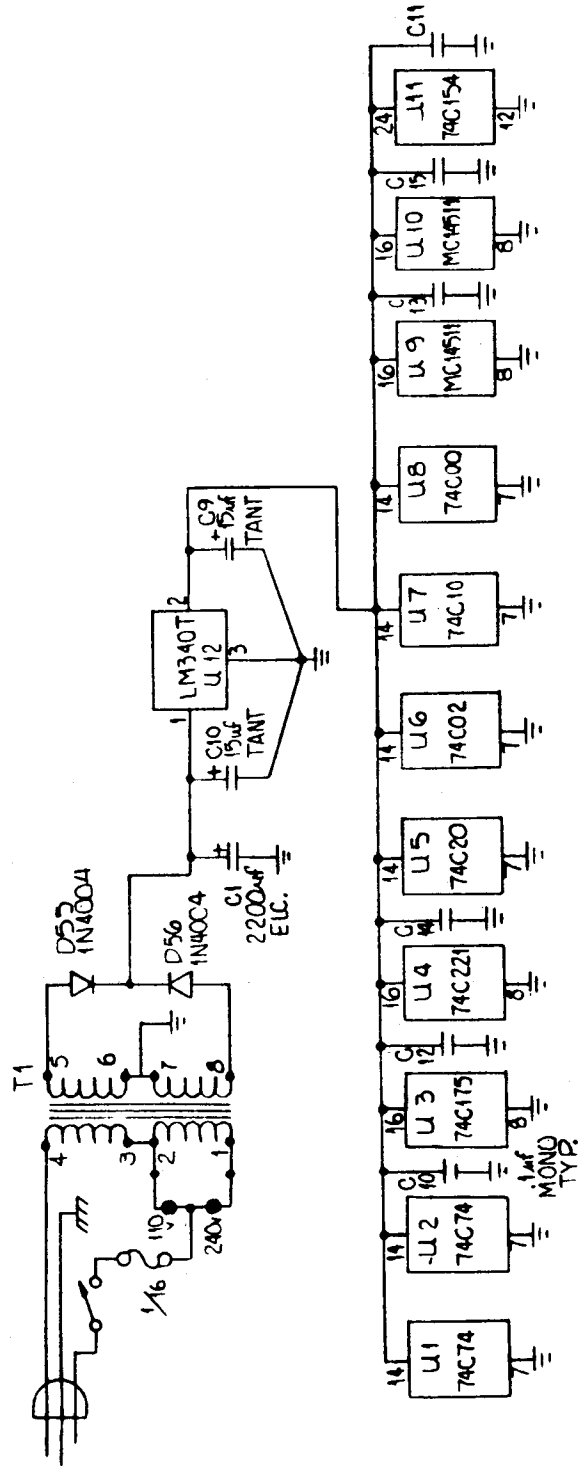 T1
4
3
2
1
5
6
7
8
110
v
240v
1/16
D55
1N4004
D56
1N40C4
C1
2200uf
ELC.
+
+ C10
15uf
TANT
1
LM340T
U 12
2
3
C9
+ 15uf
TANT
14
U1
74C74
7
14
U2
74C74
7
C
10
.1uf
MONO
TYP.
16
U3
74C175
8
C
12
16
U4
74C221
8
C
14
14
U5
74C20
7
14
U6
74C02
7
14
U7
74C10
7
14
U8
74C00
7
16
U9
MC14511
8
C
13
16
U10
MC14511
8
C
15
24
U11
74C154
12
C11